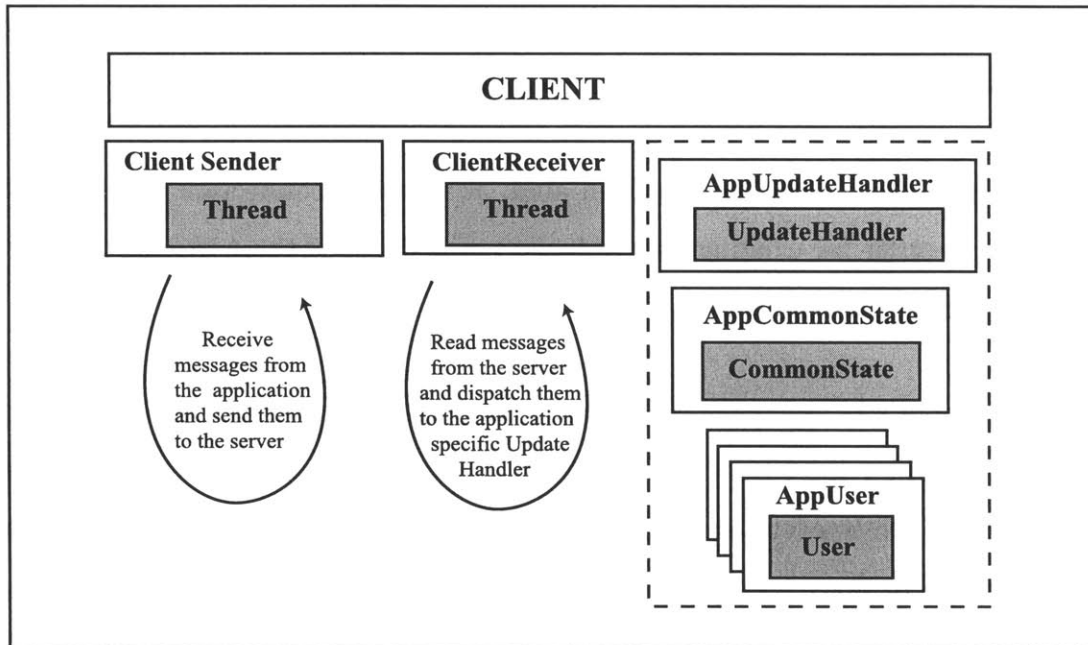 CLIENT
Client Sender
Thread
Receive
messages from
the application
and send them
to the server
ClientReceiver
Thread
Read messages
from the server
and dispatch them
to the application
specific Update
Handler
AppUpdateHandler
UpdateHandler
AppCommonState
CommonState
AppUser
User